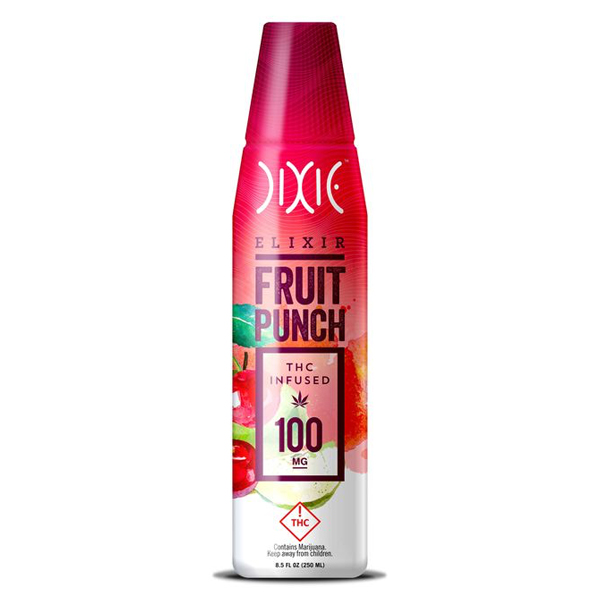 DIXIE™
ELIXIR
FRUIT
PUNCH
THC
INFUSED
100
MG
!
THC
Contains Marijuana.
Keep away from children.
8.5 FL OZ (250 ML)